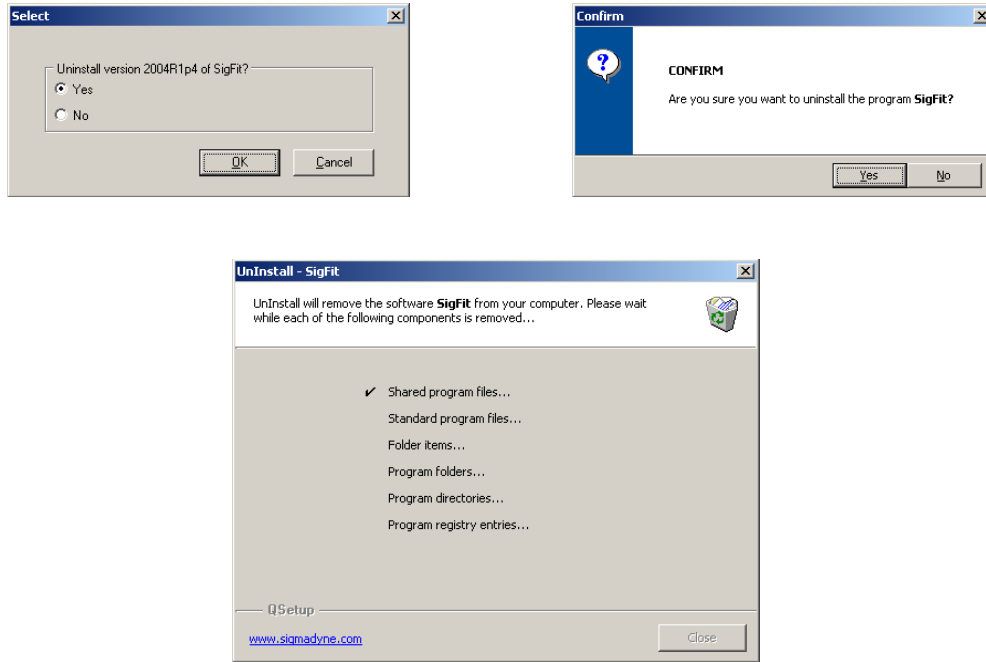 Select
Uninstall version 2004R1p4 of SigFit?
Yes
No
OK
Cancel
Confirm
CONFIRM
Are you sure you want to uninstall the program SigFit?
Yes
No
UnInstall - SigFit
UnInstall will remove the software SigFit from your computer. Please wait
while each of the following components is removed...
Shared program files...
Standard program files...
Folder items...
Program folders...
Program directories...
Program registry entries...
QSetup
www.sigmadyne.com
Close